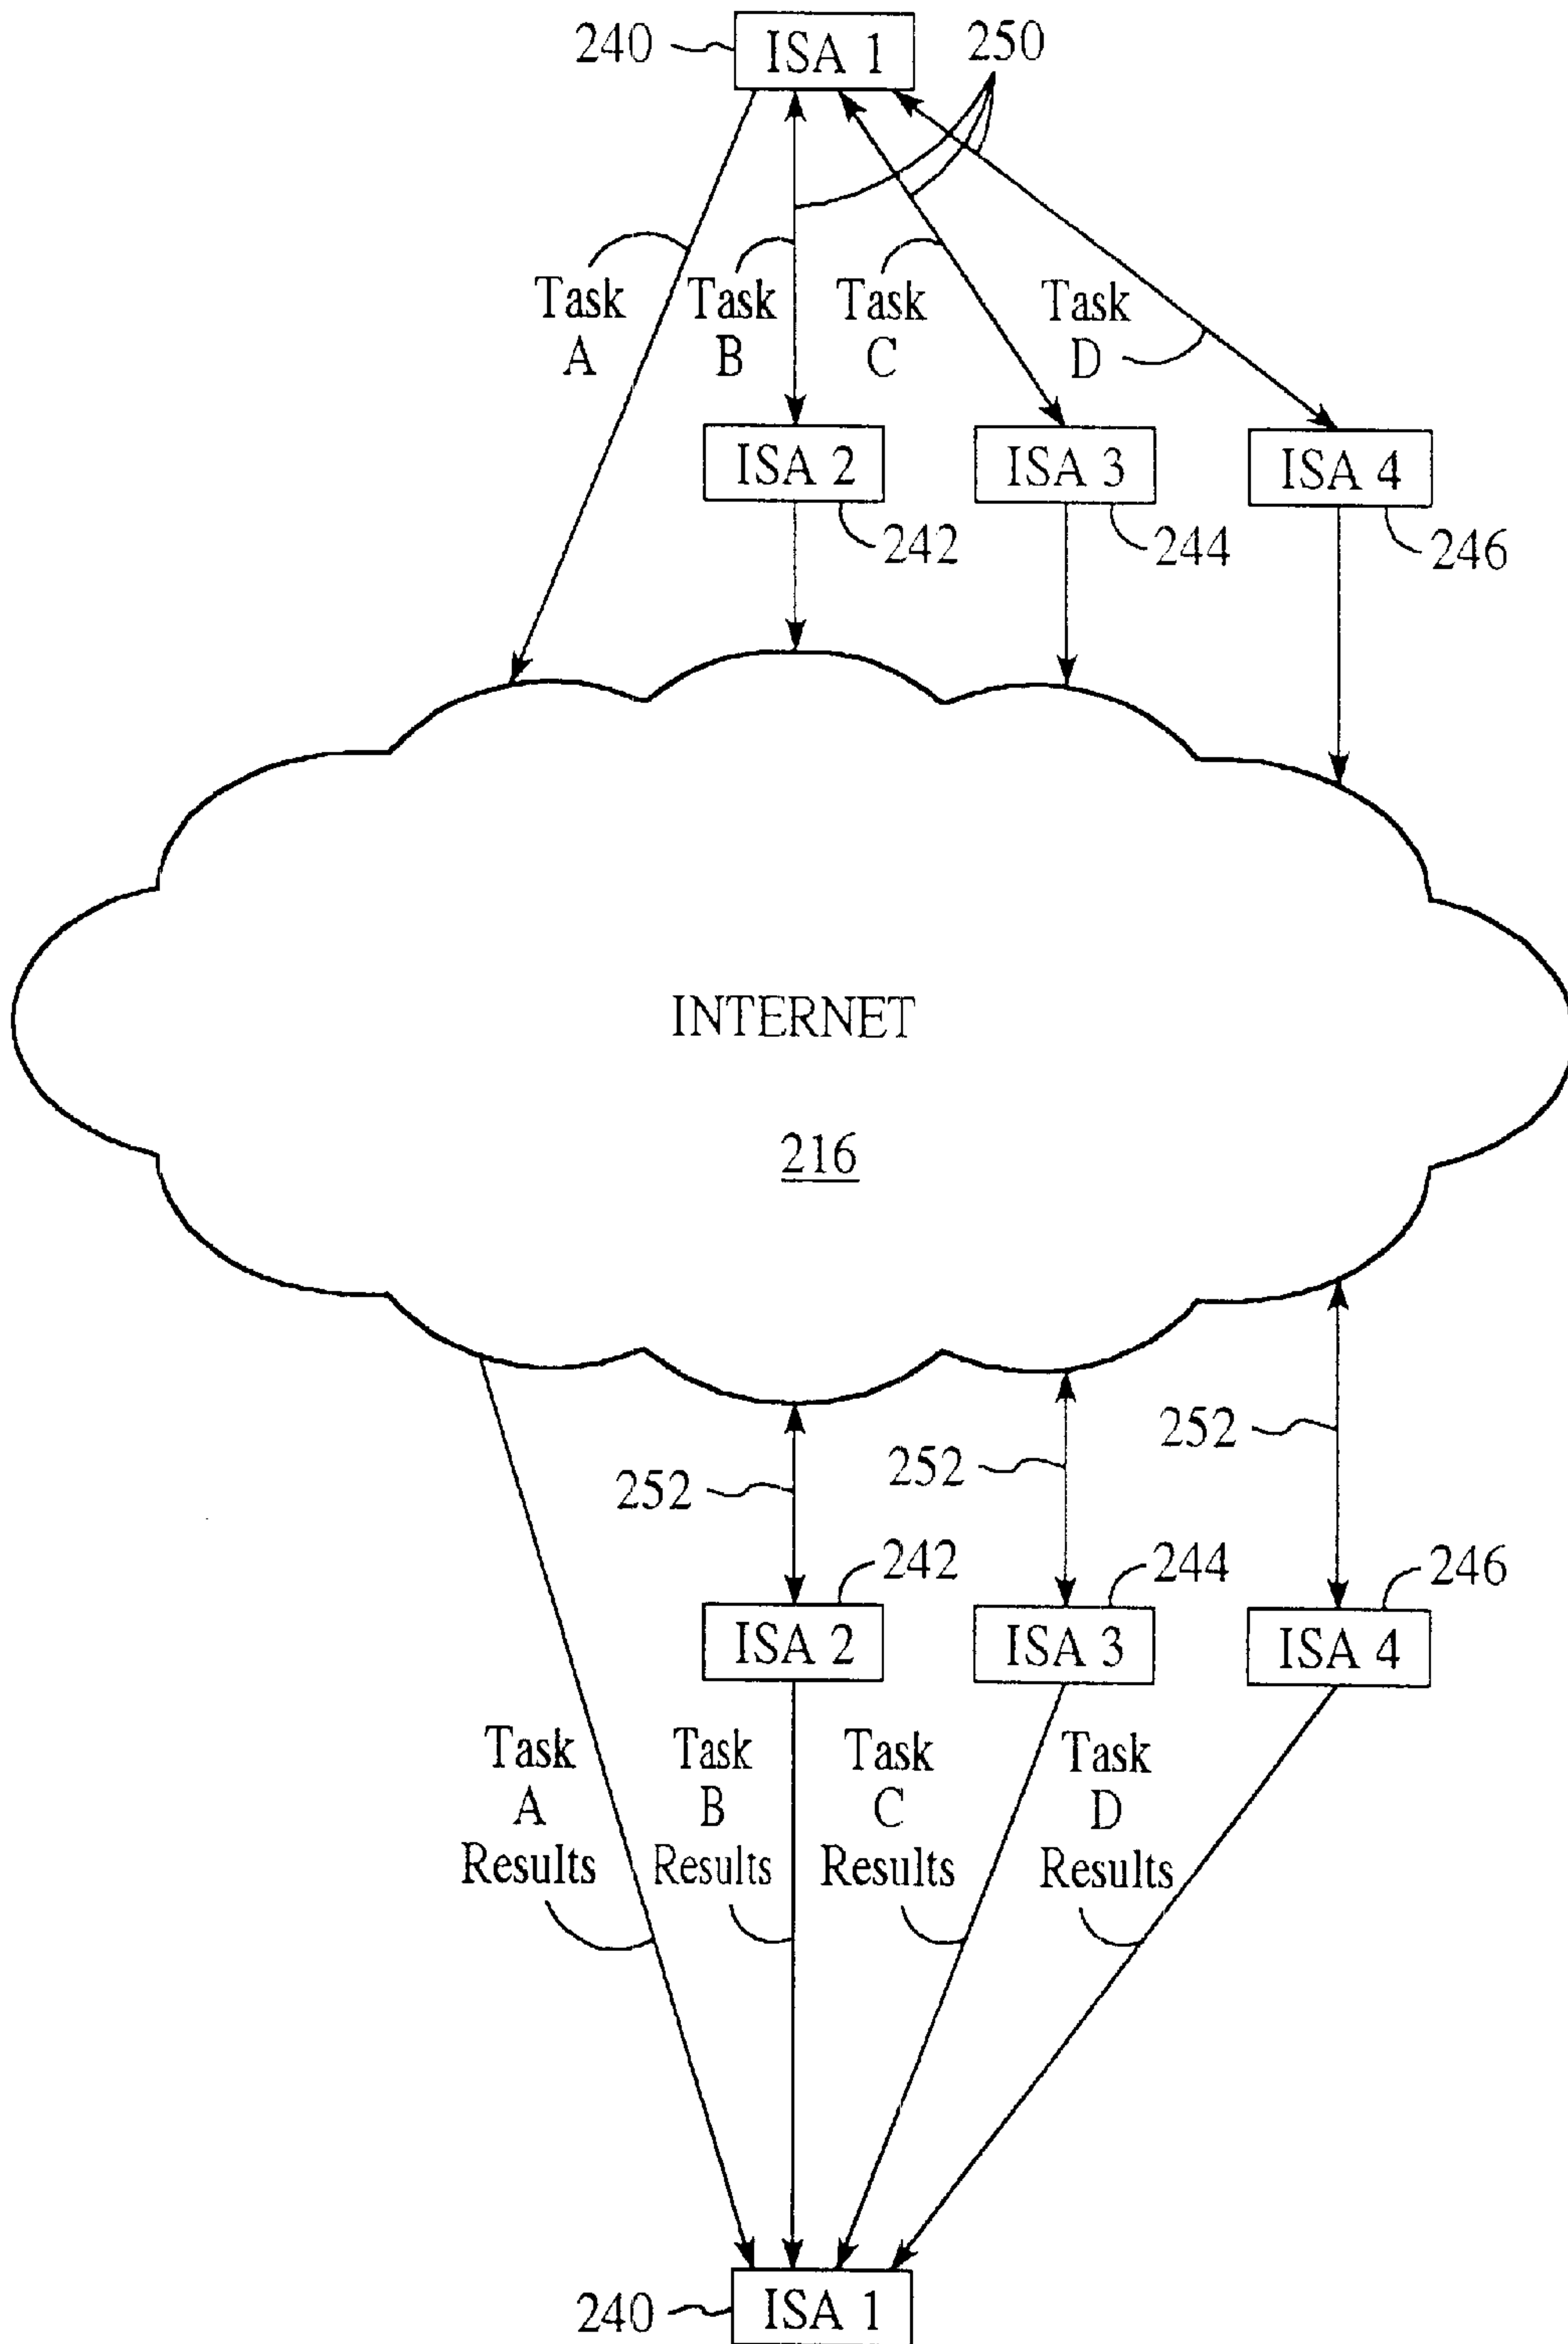 240
ISA 1
250
Task
A
Task
B
Task
C
Task
D
ISA 2
ISA 3
ISA 4
242
244
246
INTERNET
216
252
252
252
242
244
246
ISA 2
ISA 3
ISA 4
Task
A
Results
Task
B
Results
Task
C
Results
Task
D
Results
240
ISA 1